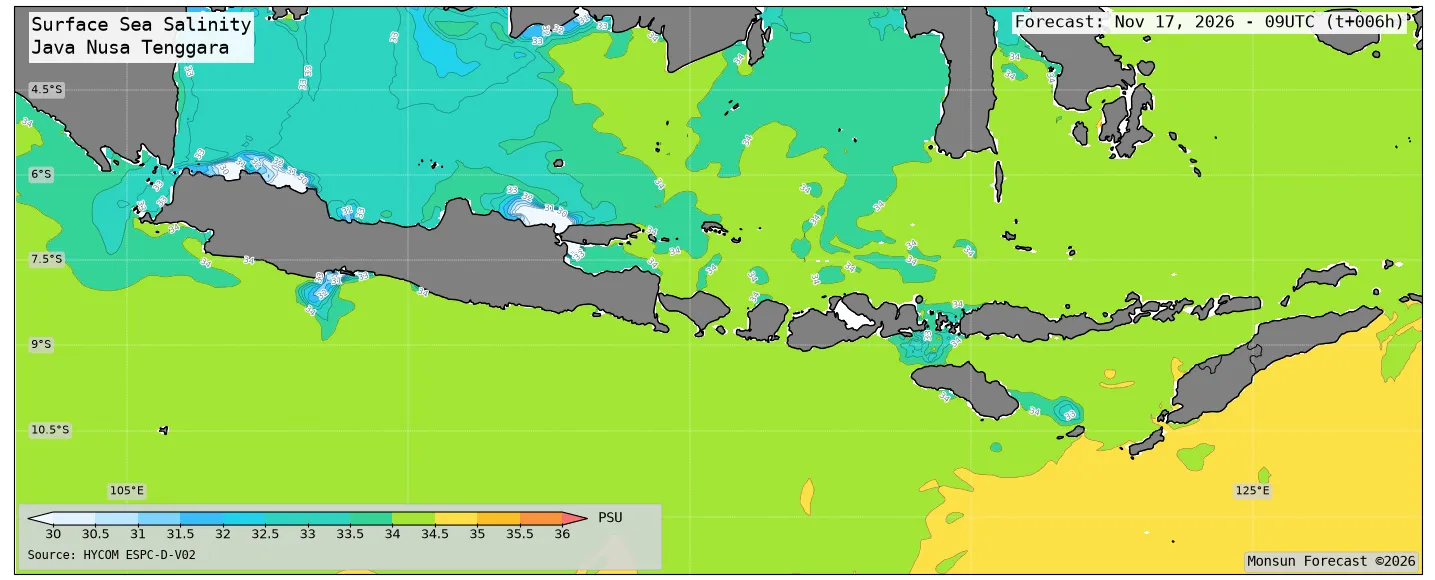 Surface Sea Salinity
Java Nusa Tenggara
Forecast: Nov 17, 2026 - 09UTC (t+006h)
4.5°S
6°S
7.5°S
9°S
10.5°S
105°E
125°E
30 30.5 31 31.5 32 32.5 33 33.5 34 34.5 35 35.5 36
PSU
Source: HYCOM ESPC-D-V02
Monsun Forecast ©2026